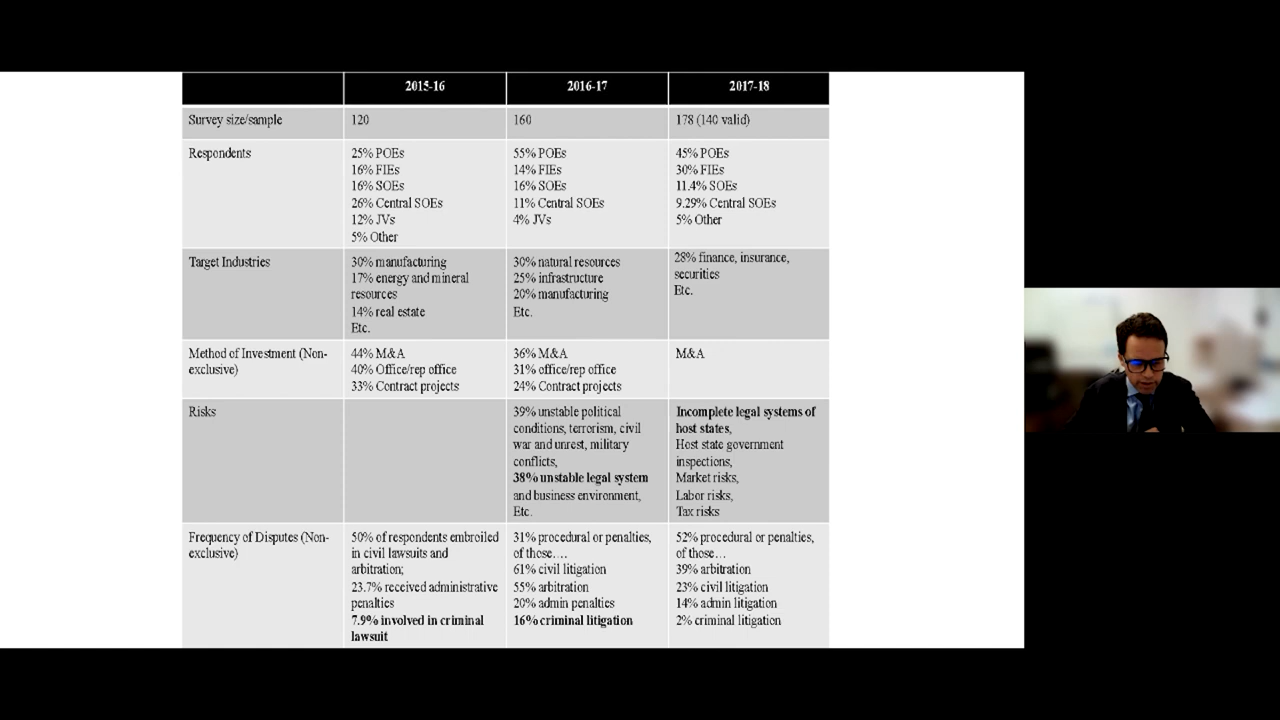 2015-16
2016-17
2017-18
Survey size/sample
120
160
178 (140 valid)
Respondents
25% POEs
16% FIEs
16% SOEs
26% Central SOEs
12% JVs
5% Other
55% POEs
14% FIEs
16% SOEs
11% Central SOEs
4% JVs
45% POEs
30% FIEs
11.4% SOEs
9.29% Central SOEs
5% Other
Target Industries
30% manufacturing
17% energy and mineral
resources
14% real estate
Etc.
30% natural resources
25% infrastructure
20% manufacturing
Etc.
28% finance, insurance,
securities
Etc.
Method of Investment (Non-
exclusive)
44% M&A
40% Office/rep office
33% Contract projects
36% M&A
31% office/rep office
24% Contract projects
M&A
Risks
39% unstable political
conditions, terrorism, civil
war and unrest, military
conflicts,
38% unstable legal system
and business environment,
Etc.
Incomplete legal systems of
host states,
Host state government
inspections,
Market risks,
Labor risks,
Tax risks
Frequency of Disputes (Non-
exclusive)
50% of respondents embroiled
in civil lawsuits and
arbitration;
23.7% received administrative
penalties
7.9% involved in criminal
lawsuit
31% procedural or penalties,
of those….
61% civil litigation
55% arbitration
20% admin penalties
16% criminal litigation
52% procedural or penalties,
of those…
39% arbitration
23% civil litigation
14% admin litigation
2% criminal litigation